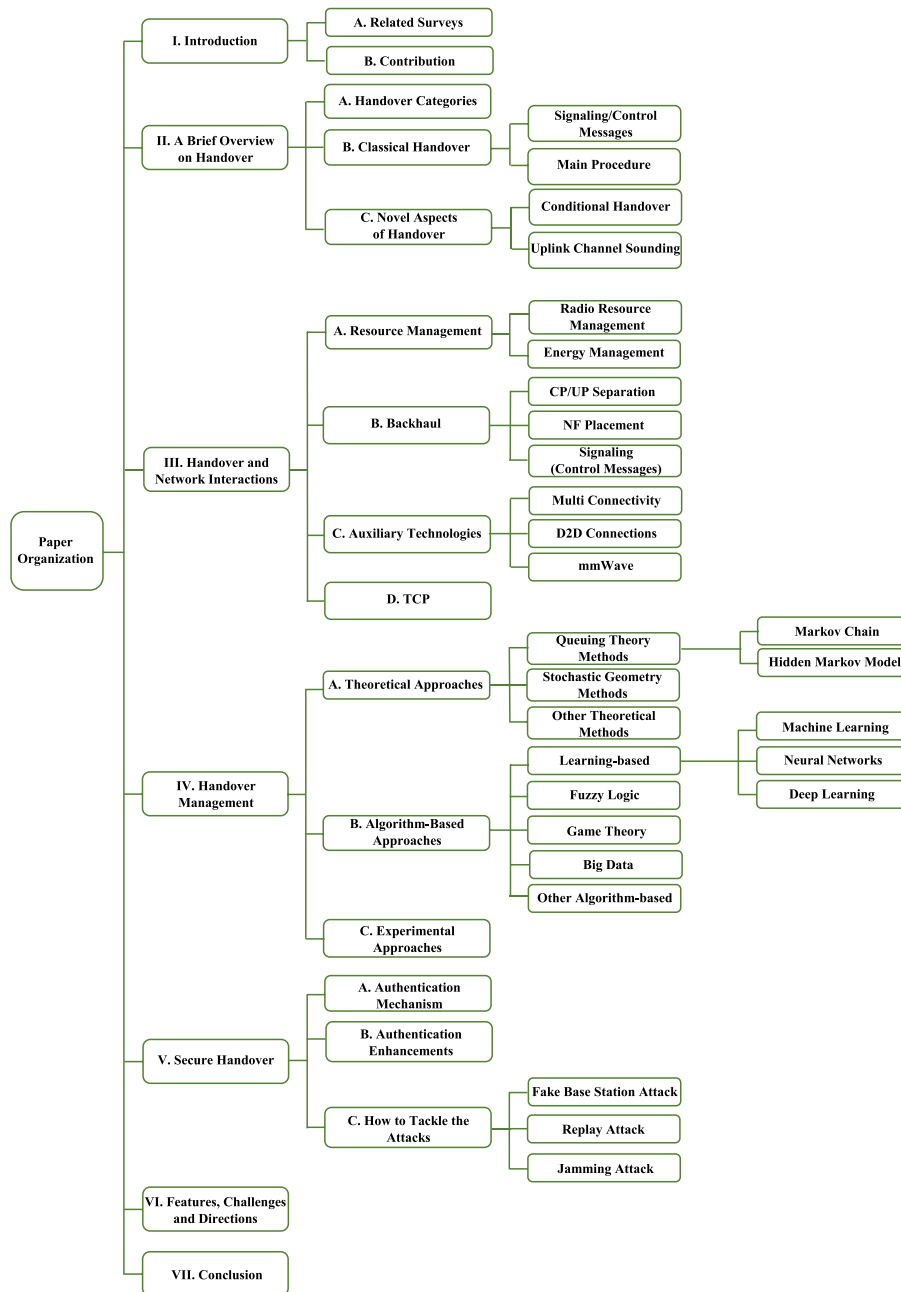 Paper
Organization
I. Introduction
A. Related Surveys
B. Contribution
II. A Brief Overview
on Handover
A. Handover Categories
B. Classical Handover
Signaling/Control
Messages
Main Procedure
C. Novel Aspects
of Handover
Conditional Handover
Uplink Channel Sounding
III. Handover and
Network Interactions
A. Resource Management
Radio Resource
Management
Energy Management
B. Backhaul
CP/UP Separation
NF Placement
Signaling
(Control Messages)
C. Auxiliary Technologies
Multi Connectivity
D2D Connections
mmWave
D. TCP
IV. Handover
Management
A. Theoretical Approaches
Queuing Theory
Methods
Markov Chain
Hidden Markov Model
Stochastic Geometry
Methods
Other Theoretical
Methods
B. Algorithm-Based
Approaches
Learning-based
Machine Learning
Neural Networks
Deep Learning
Fuzzy Logic
Game Theory
Big Data
Other Algorithm-based
C. Experimental
Approaches
V. Secure Handover
A. Authentication
Mechanism
B. Authentication
Enhancements
C. How to Tackle the
Attacks
Fake Base Station Attack
Replay Attack
Jamming Attack
VI. Features, Challenges
and Directions
VII. Conclusion